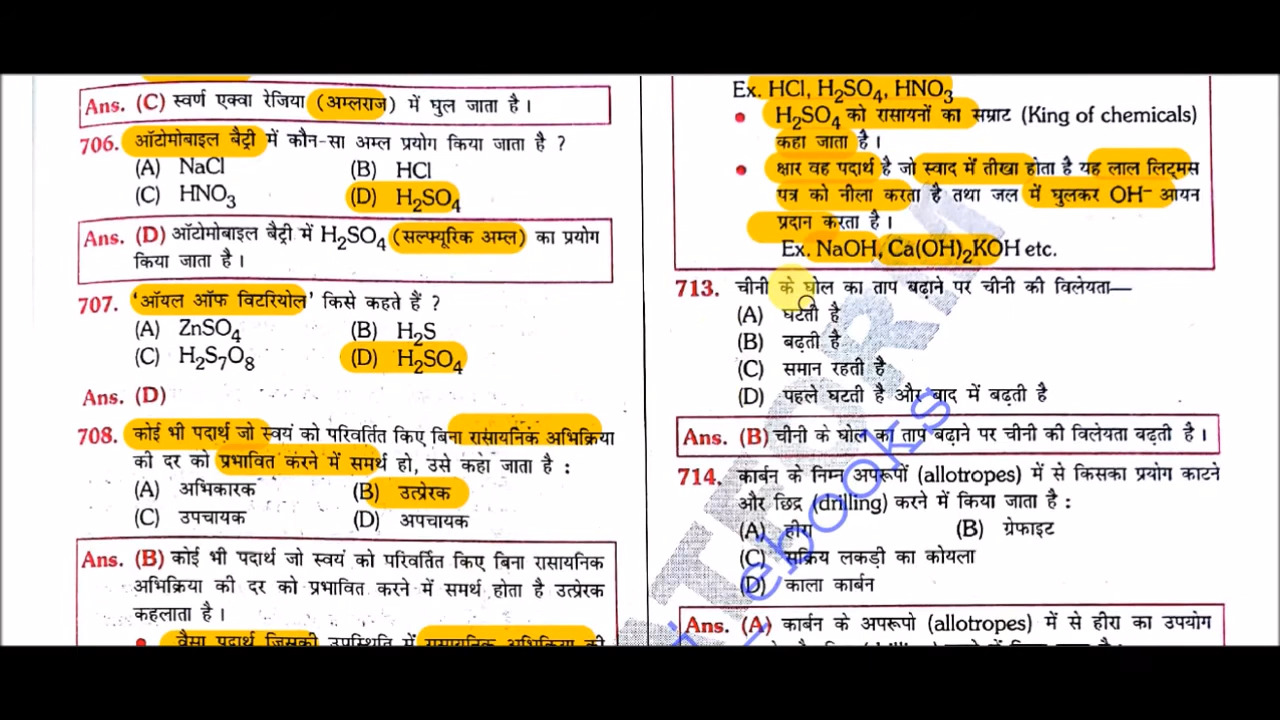 Ans. (C) स्वर्ण एक्वा रेजिया (अम्लराज) में घुल जाता है।
706. ऑटोमोबाइल बैट्री में कौन-सा अम्ल प्रयोग किया जाता है ?
(A) NaCl (B) HCl
(C) HNO3 (D) H2SO4
Ans. (D) ऑटोमोबाइल बैट्री में H2SO4 (सल्फ्यूरिक अम्ल) का प्रयोग
किया जाता है।
707. ‘ऑयल ऑफ विटरियोल’ किसे कहते हैं ?
(A) ZnSO4 (B) H2S
(C) H2S7O8 (D) H2SO4
Ans. (D)
708. कोई भी पदार्थ जो स्वयं को परिवर्तित किए बिना रासायनिक अभिक्रिया
की दर को प्रभावित करने में समर्थ हो, उसे कहा जाता है :
(A) अभिकारक (B) उत्प्रेरक
(C) उपचायक (D) अपचायक
Ans. (B) कोई भी पदार्थ जो स्वयं को परिवर्तित किए बिना रासायनिक
अभिक्रिया की दर को प्रभावित करने में समर्थ होता है उत्प्रेरक
कहलाता है।
• वैसा पदार्थ जिसकी उपस्थिति में रासायनिक अभिक्रिया की
Ex. HCl, H2SO4, HNO3
• H2SO4 को रासायनों का सम्राट (King of chemicals)
कहा जाता है।
• क्षार वह पदार्थ है जो स्वाद में तीखा होता है यह लाल लिट्मस
पत्र को नीला करता है तथा जल में घुलकर OH− आयन
प्रदान करता है।
Ex. NaOH, Ca(OH)2KOH etc.
713. चीनी के घोल का ताप बढ़ाने पर चीनी की विलेयता—
(A) घटती है
(B) बढ़ती है
(C) समान रहती है
(D) पहले घटती है और बाद में बढ़ती है
Ans. (B) चीनी के घोल का ताप बढ़ाने पर चीनी की विलेयता बढ़ती है।
714. कार्बन के निम्न अपरूपों (allotropes) में से किसका प्रयोग काटने
और छिद्र (drilling) करने में किया जाता है :
(A) हीरा (B) ग्रेफाइट
(C) सक्रिय लकड़ी का कोयला
(D) काला कार्बन
Ans. (A) कार्बन के अपरूपो (allotropes) में से हीरा का उपयोग
ebooks